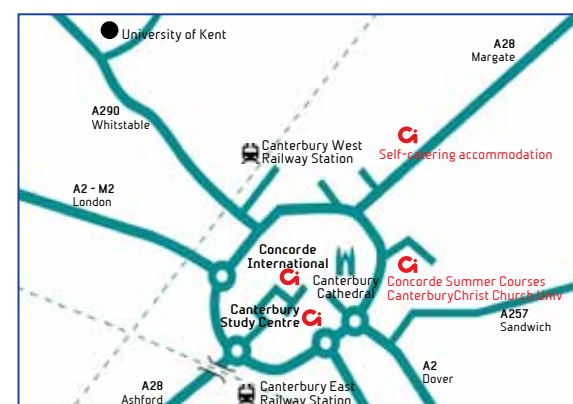 University of Kent
A28
Margate
A290
Whitstable
Canterbury West
Railway Station
Self-catering accommodation
A2 - M2
London
Concorde
International
Canterbury
Cathedral
Concorde Summer Courses
CanterburyChrist Church Univ
Canterbury
Study Centre
A257
Sandwich
A2
Dover
A28
Ashford
Canterbury East
Railway Station